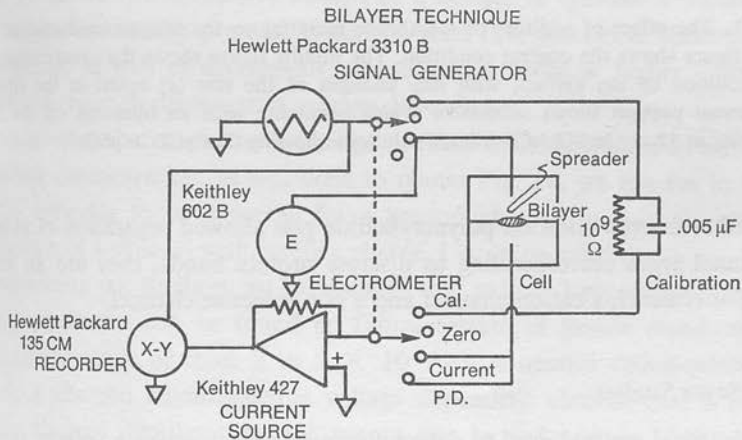 BILAYER TECHNIQUE
Hewlett Packard 3310 B
SIGNAL GENERATOR
Keithley
602 B
Spreader
Bilayer
E
10⁹
Ω
.005 μF
ELECTROMETER
Cell
Calibration
Cal.
Hewlett Packard
135 CM
RECORDER
X-Y
Zero
+
Current
Keithley 427
CURRENT
SOURCE
P.D.